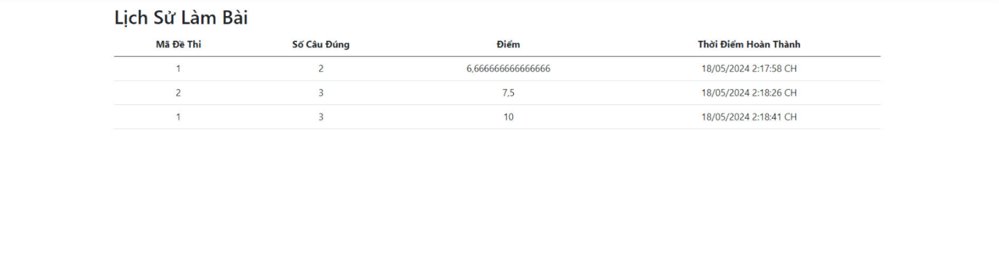 Lịch Sử Làm Bài
Mã Đề Thi Số Câu Đúng Điểm Thời Điểm Hoàn Thành
1 2 6,666666666666666 18/05/2024 2:17:58 CH
2 3 7,5 18/05/2024 2:18:26 CH
1 3 10 18/05/2024 2:18:41 CH